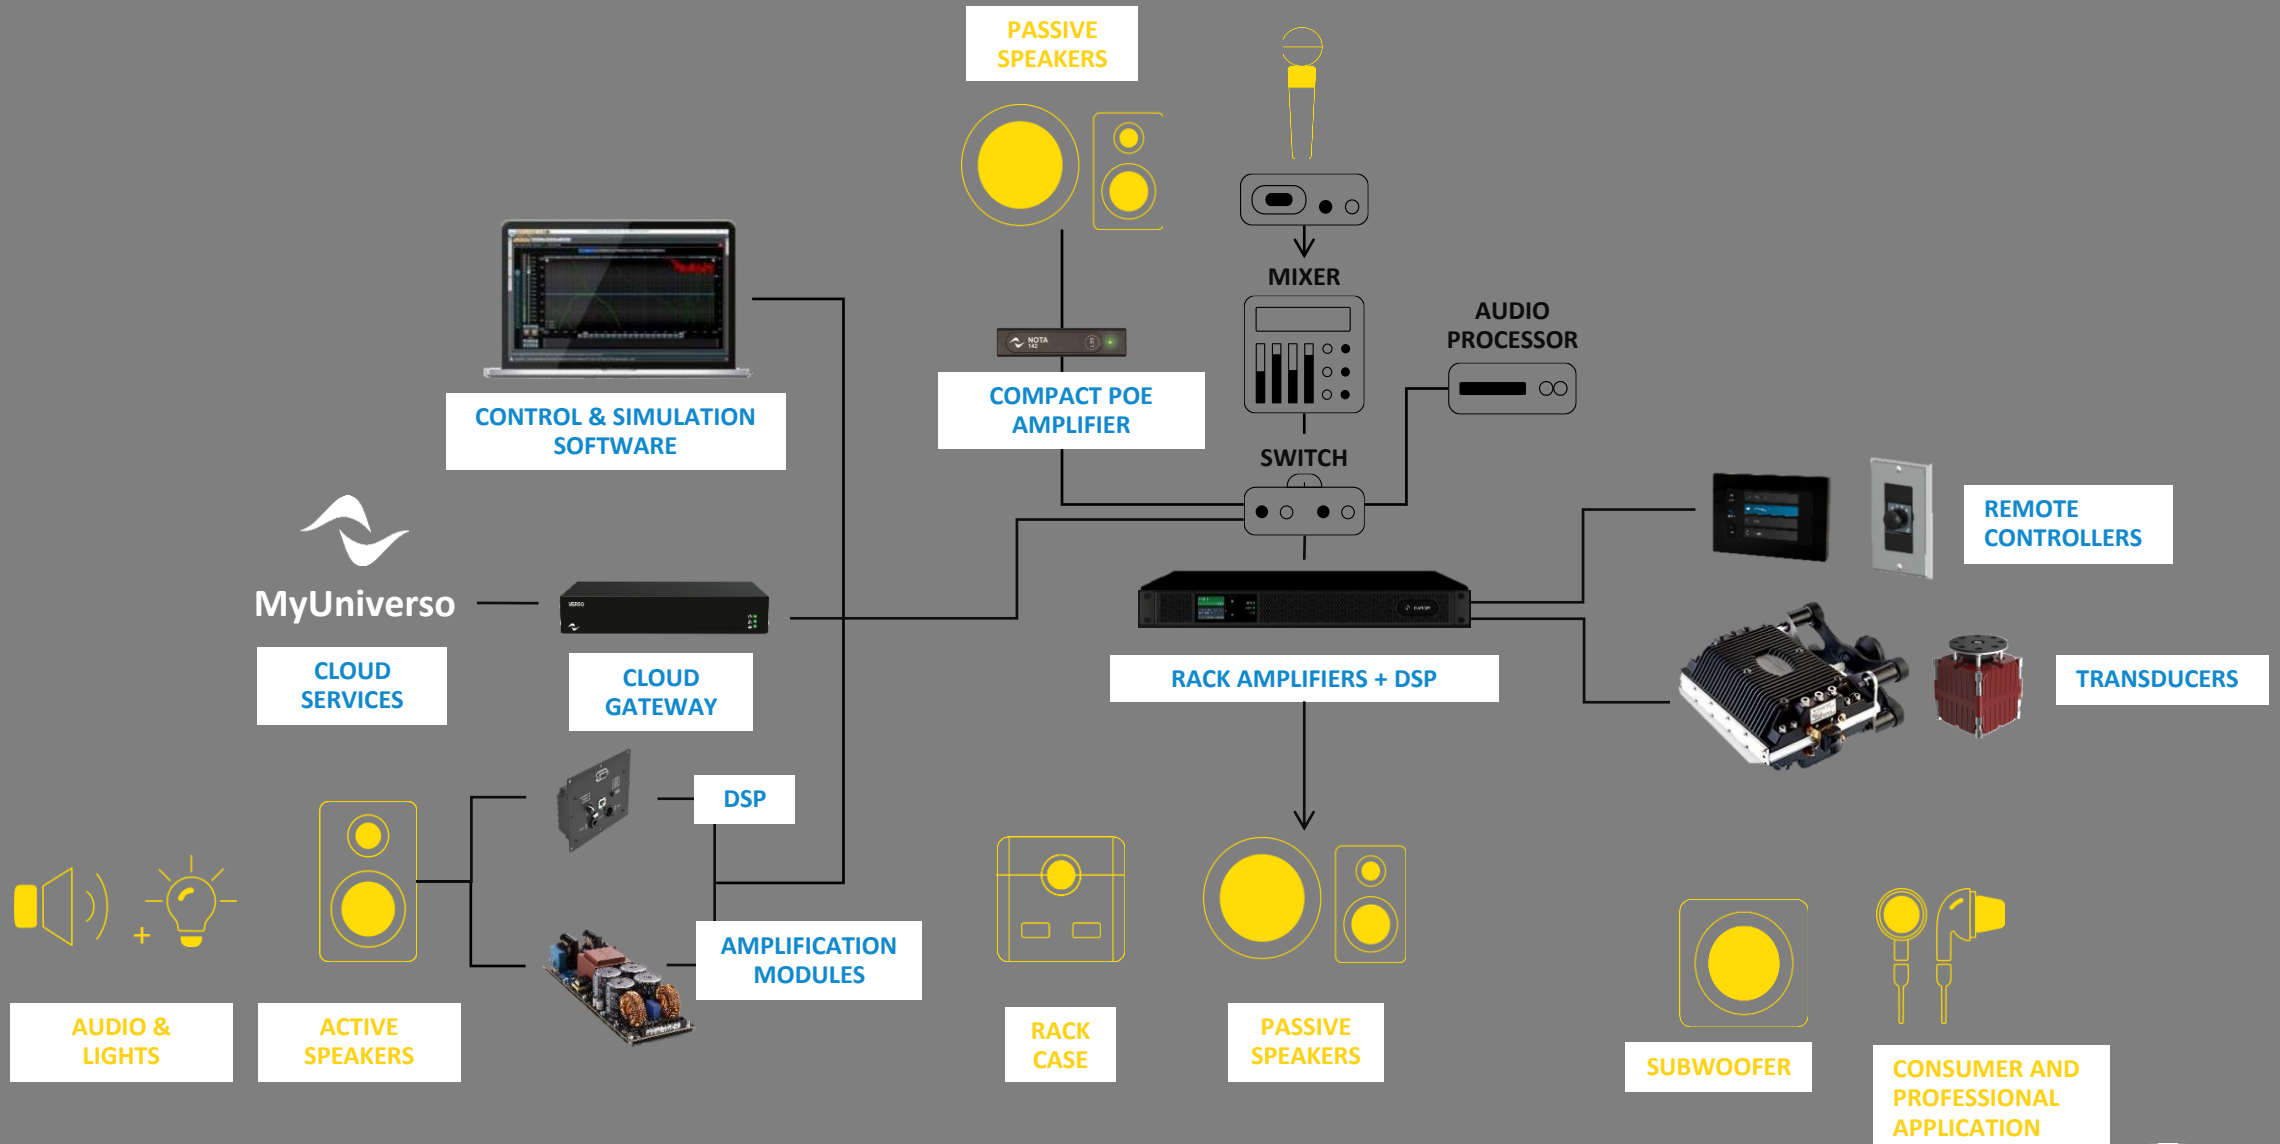 PASSIVE
SPEAKERS
MIXER
AUDIO
PROCESSOR
NOTA
142
COMPACT POE
AMPLIFIER
CONTROL & SIMULATION
SOFTWARE
SWITCH
REMOTE
CONTROLLERS
MyUniverso
VERSO
CLOUD
SERVICES
CLOUD
GATEWAY
RACK AMPLIFIERS + DSP
TRANSDUCERS
DSP
+
AMPLIFICATION
MODULES
AUDIO &
LIGHTS
ACTIVE
SPEAKERS
RACK
CASE
PASSIVE
SPEAKERS
SUBWOOFER
CONSUMER AND
PROFESSIONAL
APPLICATION